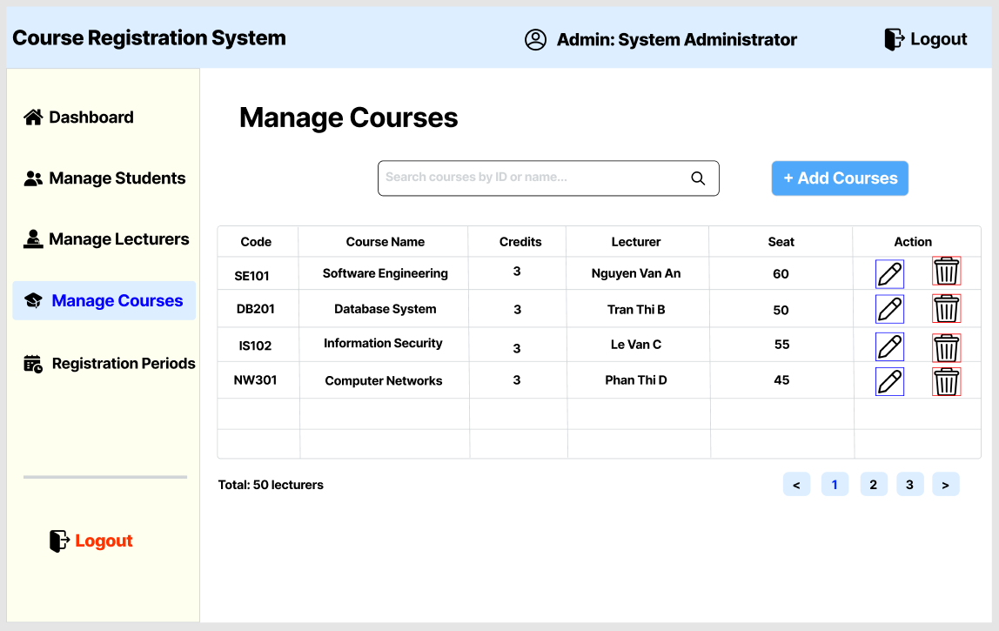 Course Registration System
Admin: System Administrator
Logout
Dashboard
Manage Students
Manage Lecturers
Manage Courses
Registration Periods
Logout
Manage Courses
Search courses by ID or name...
+ Add Courses
Code Course Name Credits Lecturer Seat Action
SE101 Software Engineering 3 Nguyen Van An 60
DB201 Database System 3 Tran Thi B 50
IS102 Information Security 3 Le Van C 55
NW301 Computer Networks 3 Phan Thi D 45
Total: 50 lecturers
< 1 2 3 >